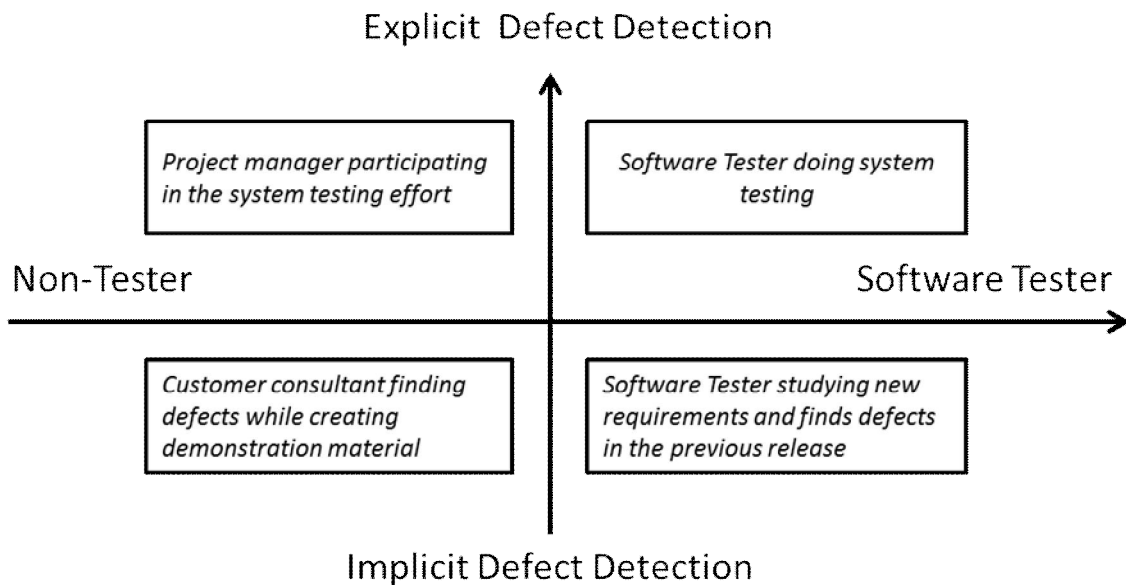 Explicit Defect Detection
Project manager participating
in the system testing effort
Software Tester doing system
testing
Non-Tester
Software Tester
Customer consultant finding
defects while creating
demonstration material
Software Tester studying new
requirements and finds defects
in the previous release
Implicit Defect Detection